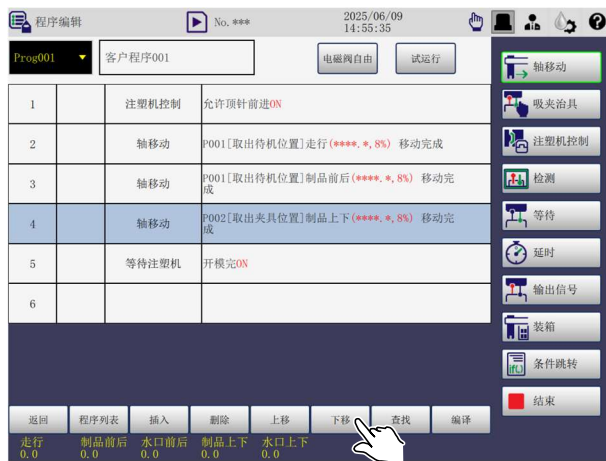 程序编辑 No. *** 2025/06/09
14:55:35
Prog001 客户程序001 电磁阀自由 试运行
1 注塑机控制 允许顶针前进ON
2 轴移动 P001[取出待机位置]走行(****.*,8%) 移动完成
3 轴移动 P001[取出待机位置]制品前后(****.*,8%) 移动完
成
4 轴移动 P002[取出夹具位置]制品上下(****.*,8%) 移动完
成
5 等待注塑机 开模完ON
6
轴移动
吸夹治具
注塑机控制
检测
等待
延时
输出信号
装箱
if() 条件跳转
结束
返回 程序列表 插入 删除 上移 下移 查找 编译
走行 制品前后 水口前后 制品上下 水口上下
0.0 0.0 0.0 0.0 0.0